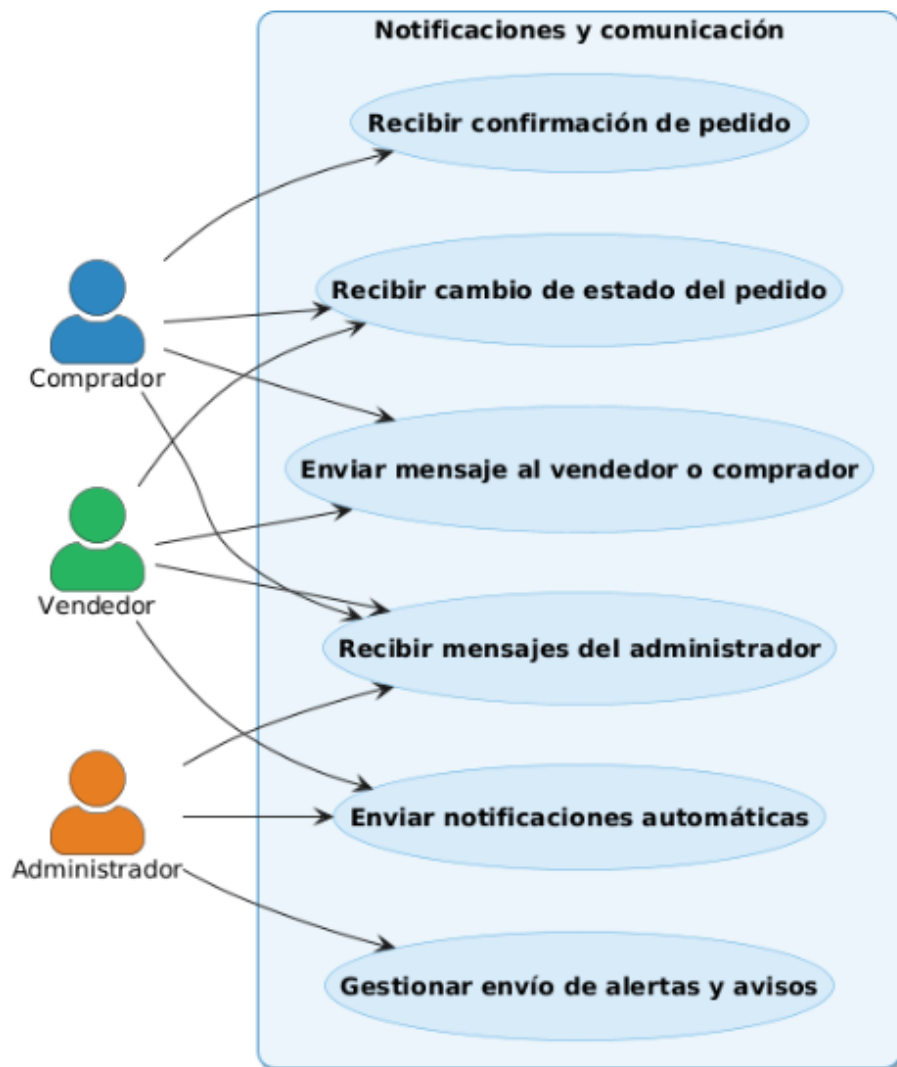 Notificaciones y comunicación
Recibir confirmación de pedido
Recibir cambio de estado del pedido
Comprador
Enviar mensaje al vendedor o comprador
Vendedor
Recibir mensajes del administrador
Enviar notificaciones automáticas
Administrador
Gestionar envío de alertas y avisos